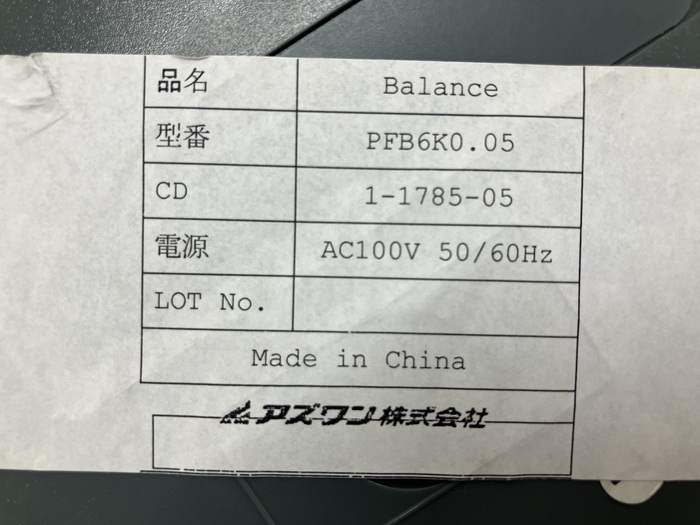 品名 Balance
型番 PFB6K0.05
CD 1-1785-05
電源 AC100V 50/60Hz
LOT No.
Made in China
アズワン株式会社